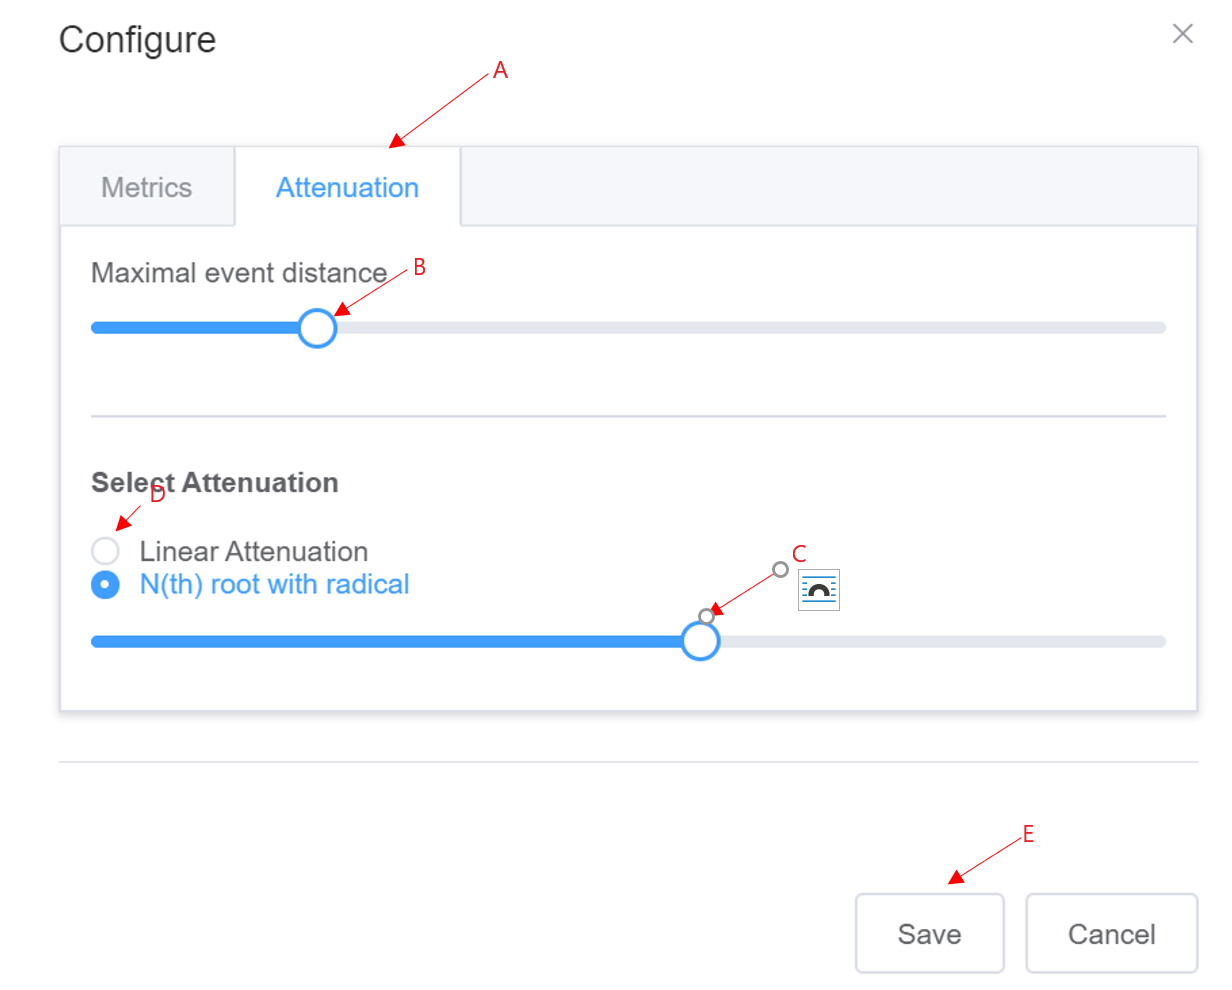 Configure
A
Metrics
Attenuation
Maximal event distance
B
Select Attenuation
D
Linear Attenuation
C
N(th) root with radical
E
Save
Cancel